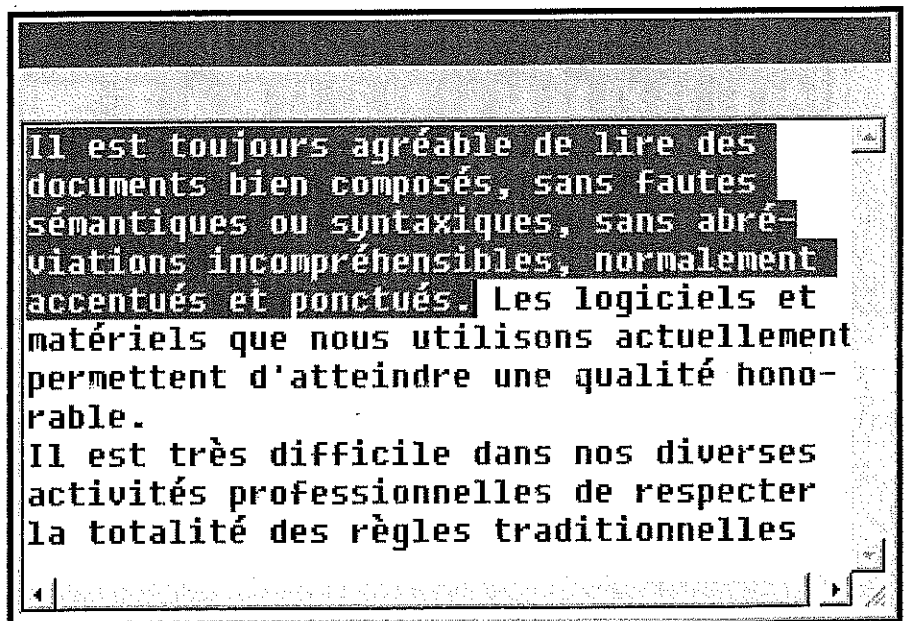 Il est toujours agréable de lire des
documents bien composés, sans fautes
sémantiques ou syntaxiques, sans abré-
viations incompréhensibles, normalement
accentués et ponctués. Les logiciels et
matériels que nous utilisons actuellement
permettent d'atteindre une qualité hono-
rable.
Il est très difficile dans nos diverses
activités professionnelles de respecter
la totalité des règles traditionnelles